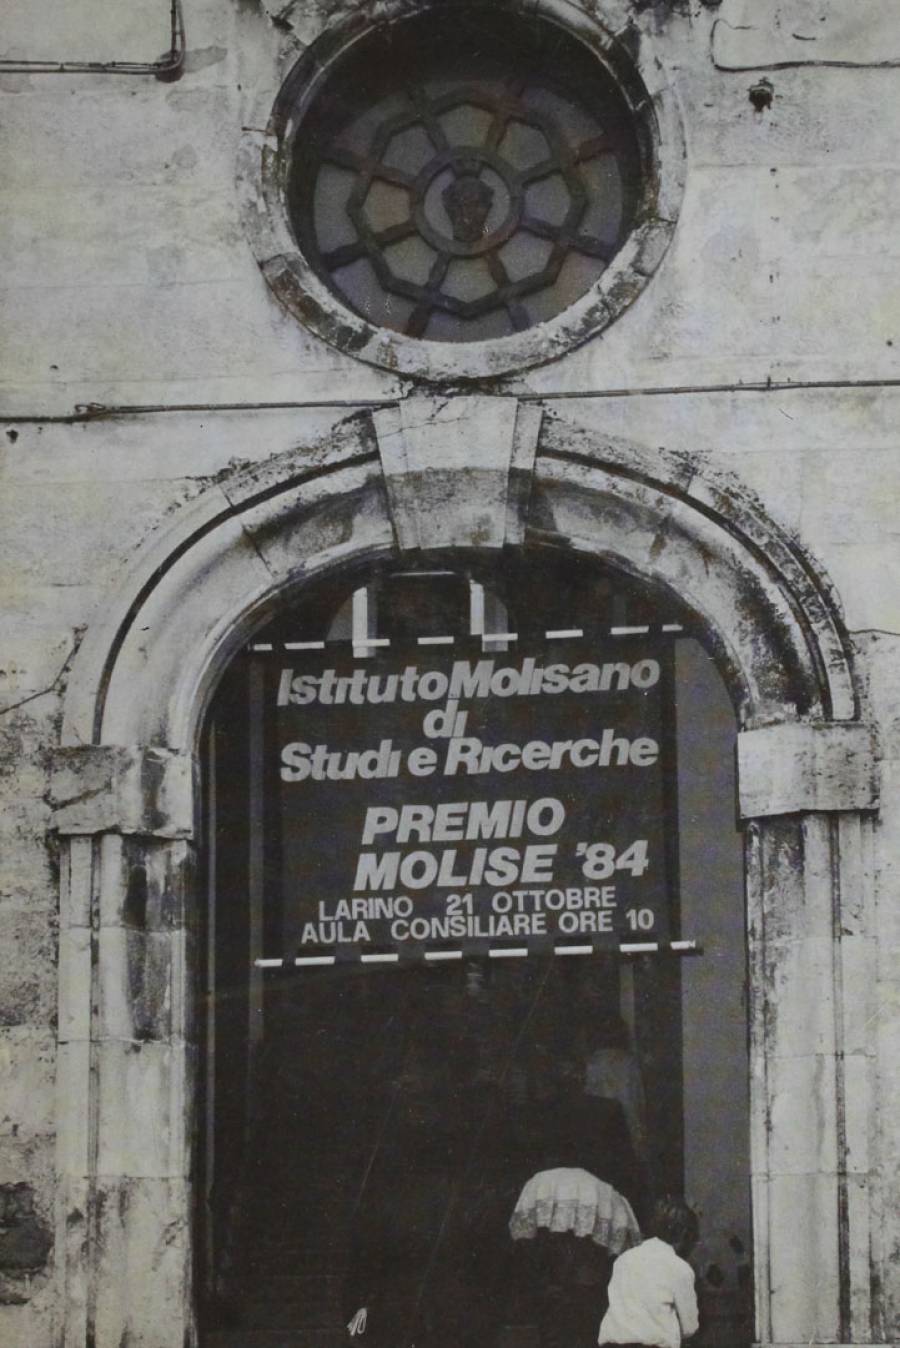 Istituto Molisano
di
Studi e Ricerche
PREMIO
MOLISE '84
LARINO 21 OTTOBRE
AULA CONSILIARE ORE 10